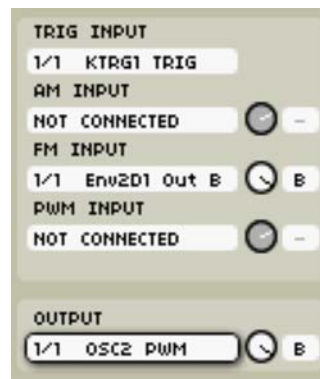 TRIG INPUT
1/1 KTRG1 TRIG
AM INPUT
NOT CONNECTED -
FM INPUT
1/1 Env2D1 Out B B
PWM INPUT
NOT CONNECTED -
OUTPUT
1/1 OSC2 PWM B